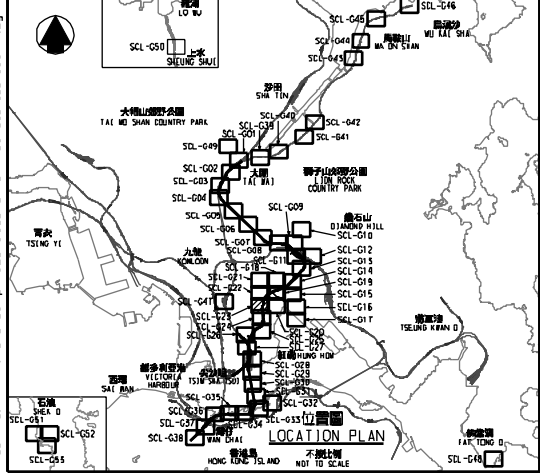 羅湖
LO WU
SCL-G50
上水
SHEUNG SHUI
SCL-G46
SCL-G45
烏溪沙
WU KAI SHA
SCL-G44
馬鞍山
MA ON SHAN
SCL-G43
沙田
SHA TIN
大帽山郊野公園
TAI MO SHAN COUNTRY PARK
SCL-G40
SCL-G39
SCL-G42
SCL-G41
SCL-G01
SCL-G49
大圍
TAI WAI
SCL-G02
SCL-G03
SCL-G04
獅子山郊野公園
LION ROCK
COUNTRY PARK
SCL-G05
SCL-G06
SCL-G07
SCL-G08
SCL-G09
鑽石山
DIAMOND HILL
SCL-G10
SCL-G11
SCL-G12
SCL-G13
SCL-G14
SCL-G19
SCL-G15
SCL-G16
SCL-G17
青衣
TSING YI
九龍
KOWLOON
SCL-G18
SCL-G21
SCL-G22
SCL-G47
SCL-G23
SCL-G24
SCL-G26
SCL-G20
SCL-G25
SCL-G27
將軍澳
TSEUNG KWAN O
紅磡
HUNG HOM
SCL-G28
SCL-G29
SCL-G30
SCL-G31
維多利亞港
VICTORIA
HARBOUR
尖沙咀
TSIM SHA TSUI
西環
SAI WAN
SCL-G35
SCL-G36
SCL-G37
SCL-G38
SCL-G32
SCL-G33
SCL-G34
灣仔
WAN CHAI
香港島
HONG KONG ISLAND
位置圖
LOCATION PLAN
不按比例
NOT TO SCALE
石澳
SHEK O
SCL-G51
SCL-G52
SCL-G53
FAT TONG O
SCL-G48